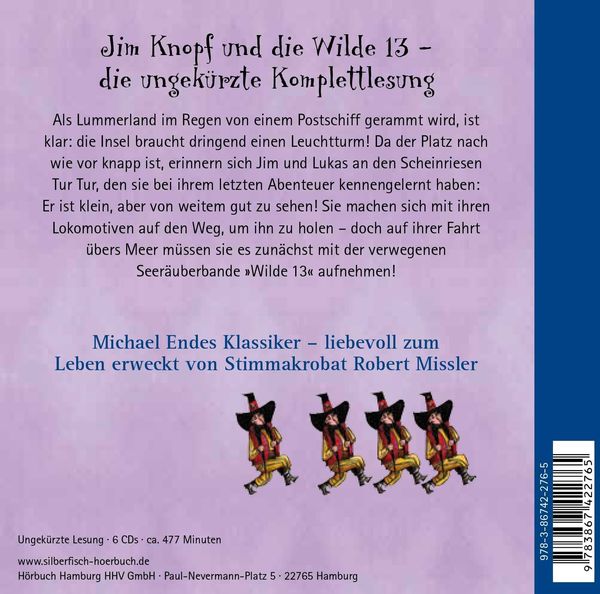 Jim Knopf und die Wilde 13 –
die ungekürzte Komplettlesung
Als Lummerland im Regen von einem Postschiff gerammt wird, ist
klar: die Insel braucht dringend einen Leuchtturm! Da der Platz nach
wie vor knapp ist, erinnern sich Jim und Lukas an den Scheinriesen
Tur Tur, den sie bei ihrem letzten Abenteuer kennengelernt haben:
Er ist klein, aber von weitem gut zu sehen! Sie machen sich mit ihren
Lokomotiven auf den Weg, um ihn zu holen – doch auf ihrer Fahrt
übers Meer müssen sie es zunächst mit der verwegenen
Seeräuberbande »Wilde 13« aufnehmen!
Michael Endes Klassiker – liebevoll zum
Leben erweckt von Stimmakrobat Robert Missler
Ungekürzte Lesung · 6 CDs · ca. 477 Minuten
www.silberfisch-hoerbuch.de
Hörbuch Hamburg HHV GmbH · Paul-Nevermann-Platz 5 · 22765 Hamburg
978-3-86742-276-5
9783867422765